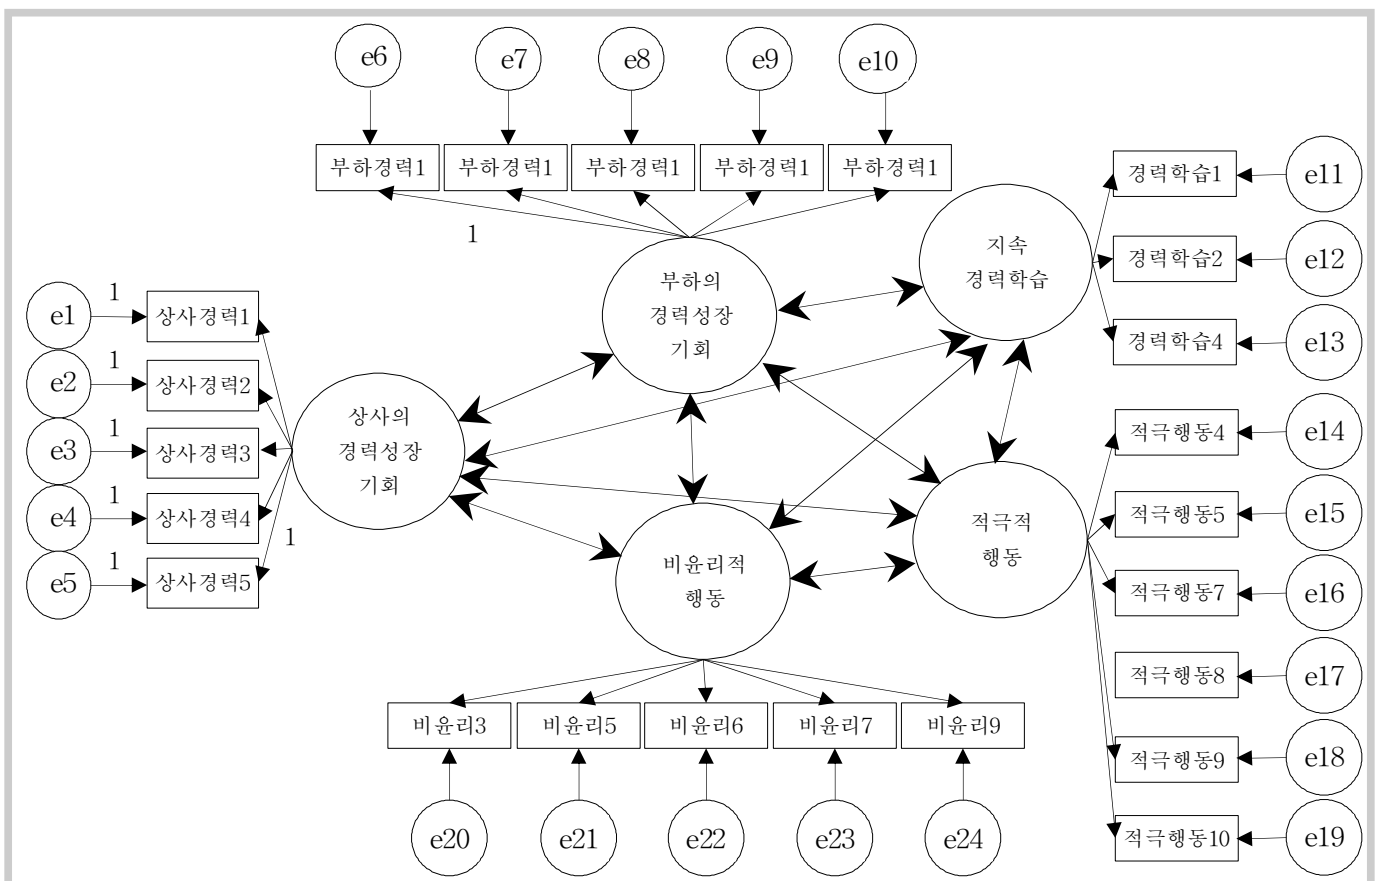 e6
e7
e8
e9
e10
부하경력1
부하경력1
부하경력1
부하경력1
부하경력1
1
부하의
경력성장
기회
지속
경력학습
경력학습1
e11
경력학습2
e12
경력학습4
e13
e1
1
상사경력1
e2
1
상사경력2
e3
1
상사경력3
e4
1
상사경력4
e5
1
상사경력5
1
상사의
경력성장
기회
비윤리적
행동
적극적
행동
적극행동4
e14
적극행동5
e15
적극행동7
e16
적극행동8
e17
적극행동9
e18
적극행동10
e19
비윤리3
비윤리5
비윤리6
비윤리7
비윤리9
e20
e21
e22
e23
e24